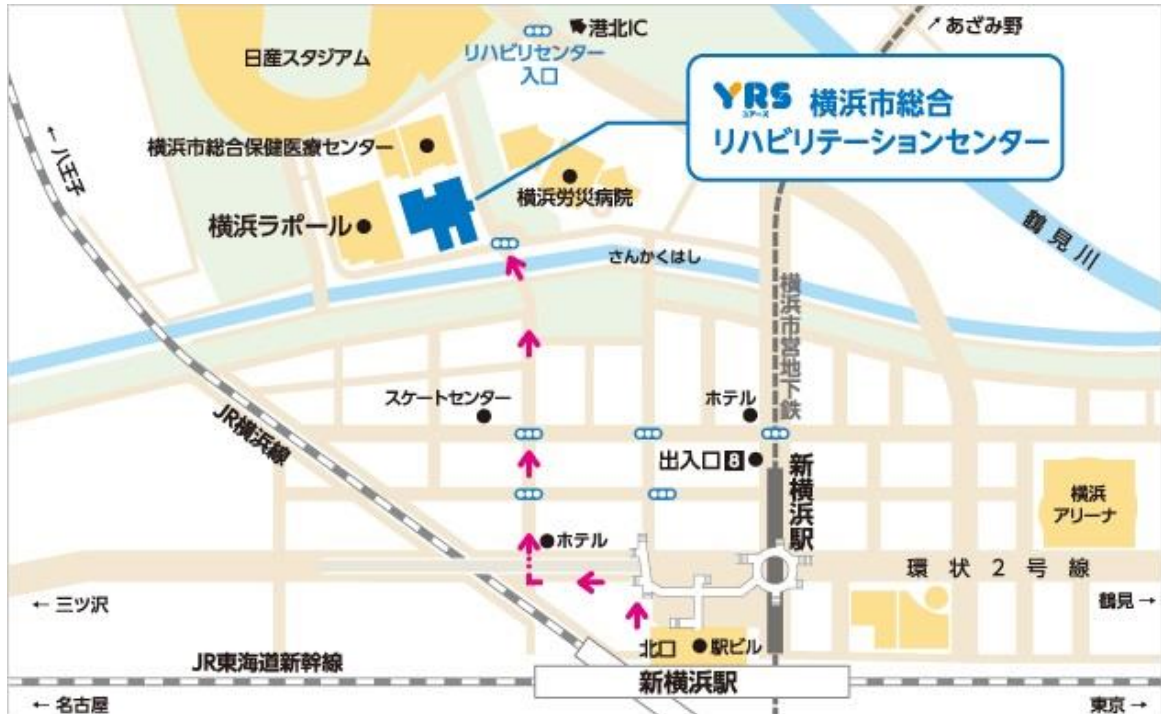 港北IC
リハビリセンター
入口
あざみ野
日産スタジアム
YRS
ヨアーズ
横浜市総合
リハビリテーションセンター
八王子
横浜市総合保健医療センター
横浜労災病院
横浜ラポール
鶴見川
さんかくはし
横浜市営地下鉄
スケートセンター
ホテル
JR横浜線
出入口8
新横浜駅
横浜
アリーナ
ホテル
環状2号線
← 三ツ沢
鶴見 →
北口
駅ビル
JR東海道新幹線
新横浜駅
← 名古屋
東京 →